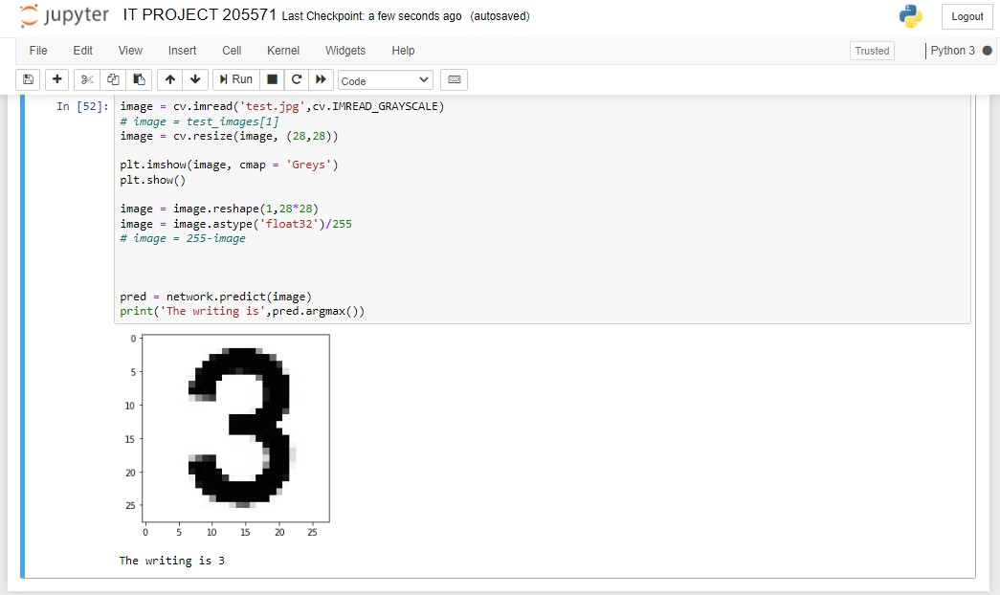 jupyter IT PROJECT 205571 Last Checkpoint: a few seconds ago (autosaved) Logout
File Edit View Insert Cell Kernel Widgets Help Trusted Python 3
Run Code
In [52]: image = cv.imread('test.jpg',cv.IMREAD_GRAYSCALE)
# image = test_images[1]
image = cv.resize(image, (28,28))
plt.imshow(image, cmap = 'Greys')
plt.show()
image = image.reshape(1,28*28)
image = image.astype('float32')/255
# image = 255-image
pred = network.predict(image)
print('The writing is',pred.argmax())
0
5
10
15
20
25
3
0 5 10 15 20 25
The writing is 3